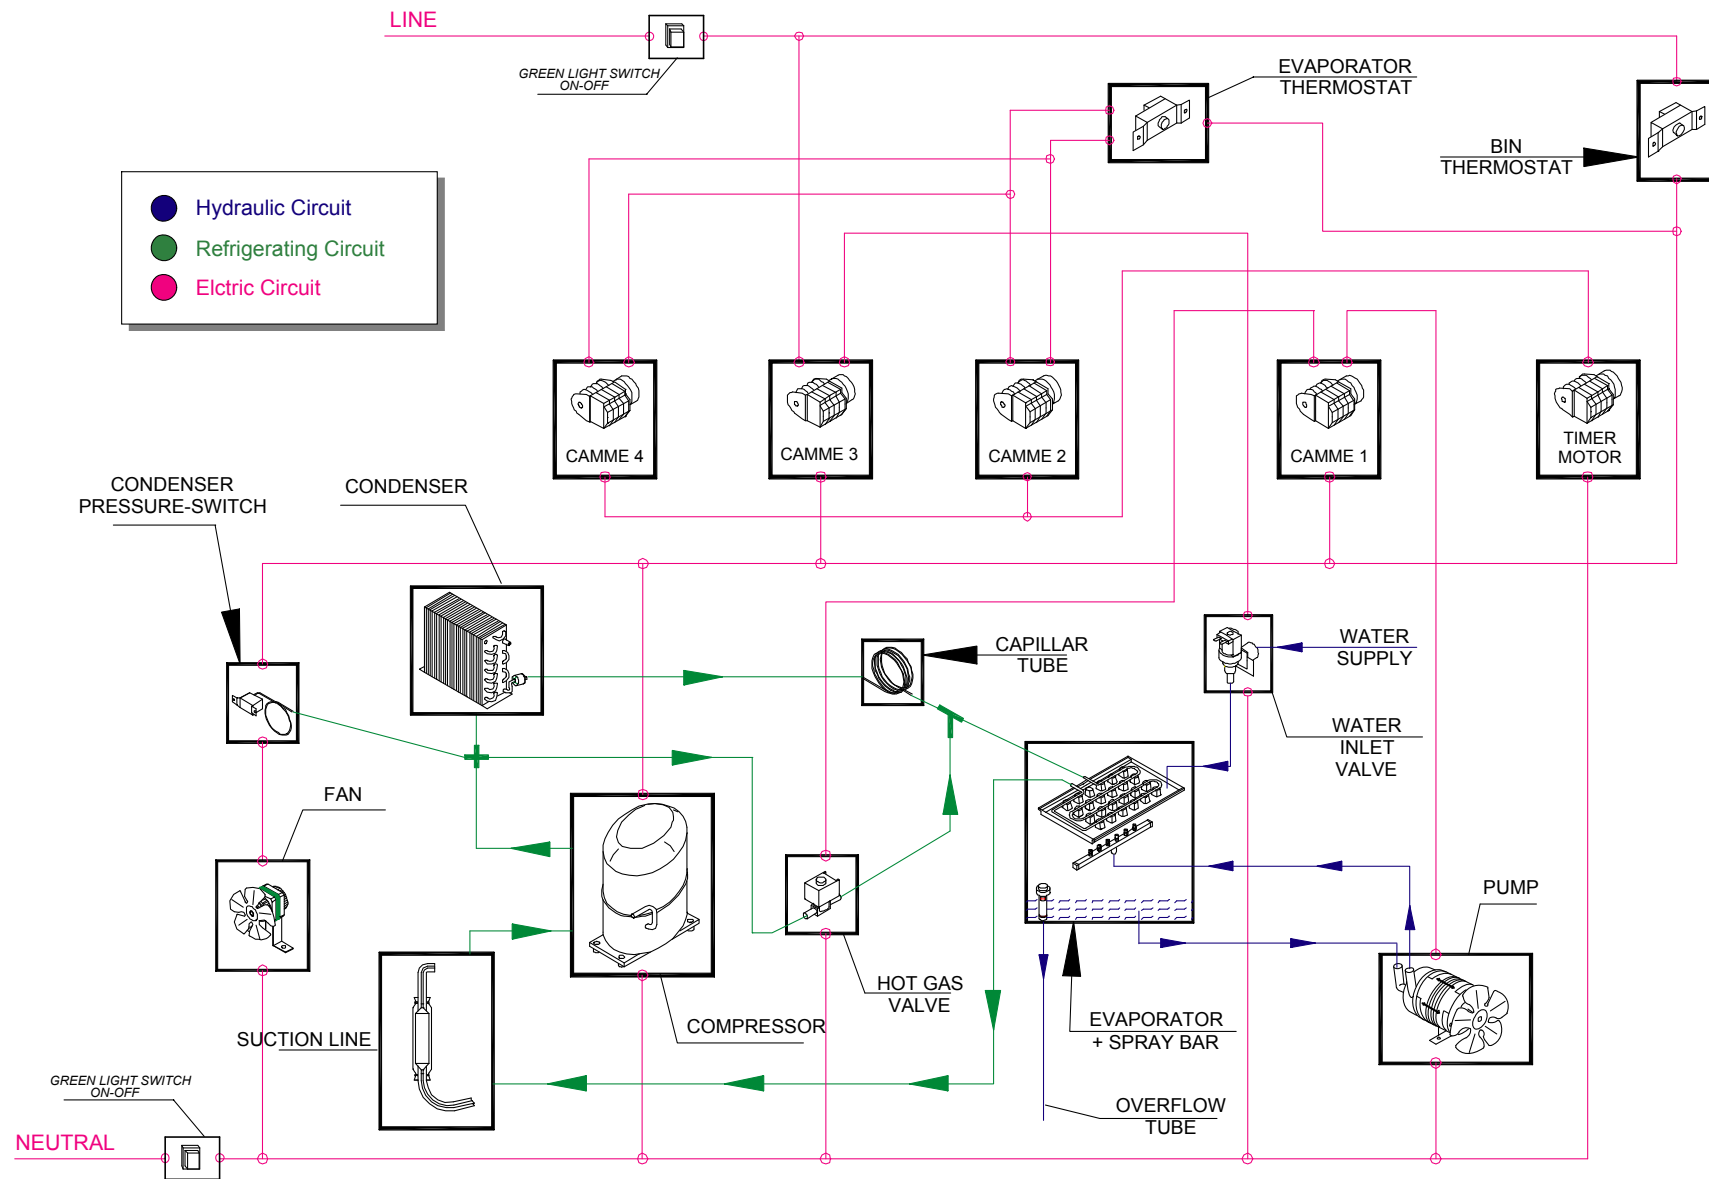 LINE
GREEN LIGHT SWITCH
ON-OFF
EVAPORATOR
THERMOSTAT
BIN
THERMOSTAT
Hydraulic Circuit
Refrigerating Circuit
Elctric Circuit
CAMME 4
CAMME 3
CAMME 2
CAMME 1
TIMER
MOTOR
CONDENSER
PRESSURE-SWITCH
CONDENSER
CAPILLAR
TUBE
WATER
SUPPLY
WATER
INLET
VALVE
FAN
PUMP
HOT GAS
VALVE
COMPRESSOR
EVAPORATOR
+ SPRAY BAR
SUCTION LINE
OVERFLOW
TUBE
GREEN LIGHT SWITCH
ON-OFF
NEUTRAL